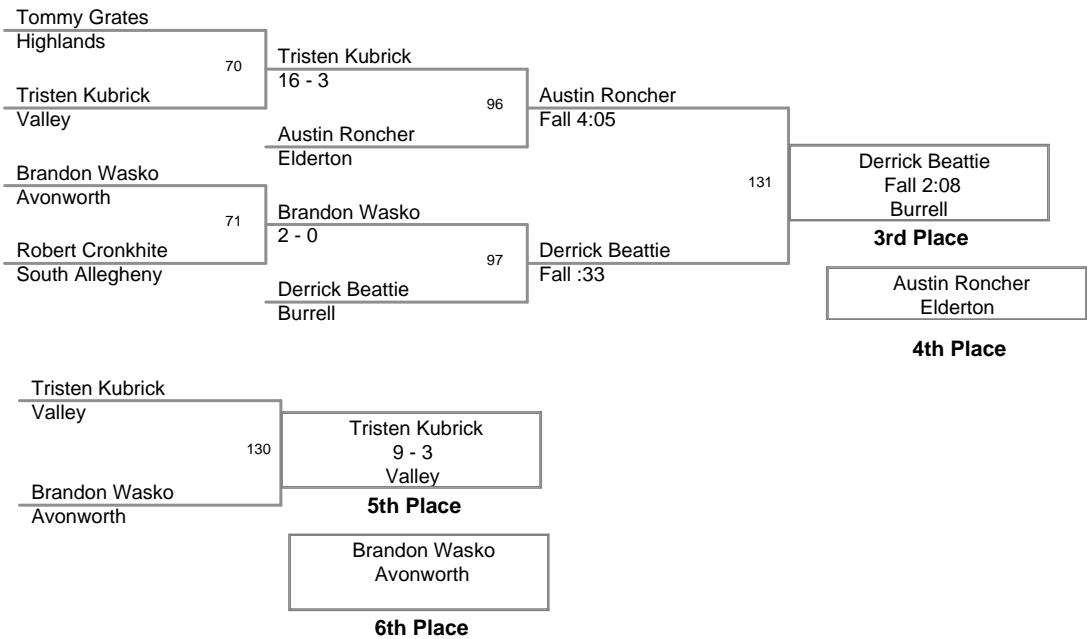 Tommy Grates
Highlands
70
Tristen Kubrick
Valley
Tristen Kubrick
16 - 3
96
Austin Roncher
Elderton
Austin Roncher
Fall 4:05
Brandon Wasko
Avonworth
71
Robert Cronkhite
South Allegheny
Brandon Wasko
2 - 0
97
Derrick Beattie
Burrell
Derrick Beattie
Fall :33
131
Derrick Beattie
Fall 2:08
Burrell
3rd Place
Austin Roncher
Elderton
4th Place
Tristen Kubrick
Valley
130
Brandon Wasko
Avonworth
Tristen Kubrick
9 - 3
Valley
5th Place
Brandon Wasko
Avonworth
6th Place